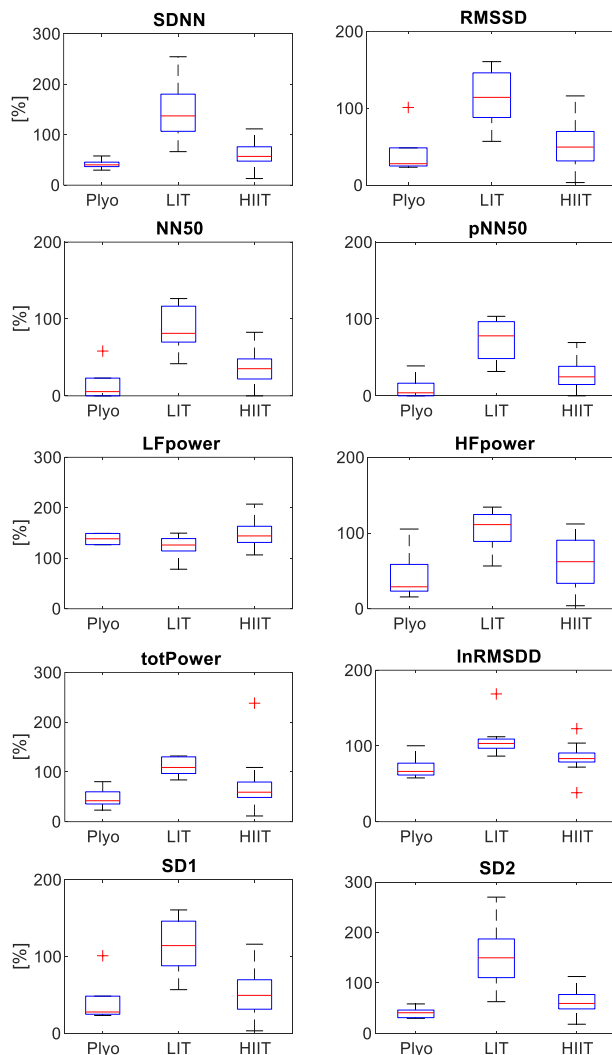 SDNN
300
200
100
0
[%]
Plyo LIT HIIT
RMSSD
200
100
0
Plyo LIT HIIT
NN50
200
100
0
[%]
Plyo LIT HIIT
pNN50
200
100
0
Plyo LIT HIIT
LFpower
300
200
100
0
[%]
Plyo LIT HIIT
HFpower
200
100
0
Plyo LIT HIIT
totPower
300
200
100
0
[%]
Plyo LIT HIIT
lnRMSDD
200
100
0
Plyo LIT HIIT
SD1
200
100
0
[%]
Plyo LIT HIIT
SD2
300
200
100
0
Plyo LIT HIIT